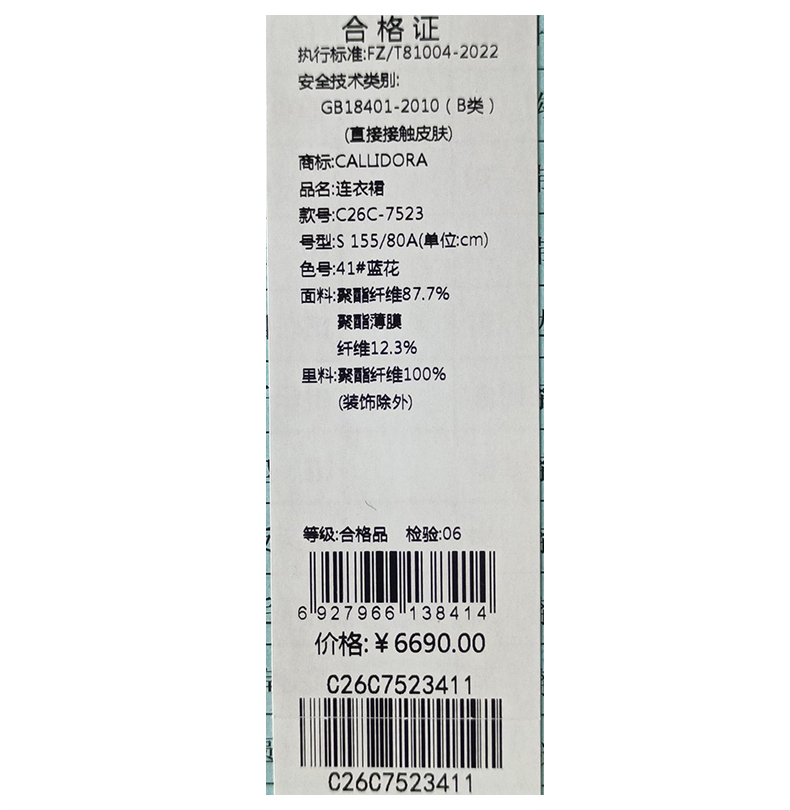 合格证
执行标准:FZ/T81004-2022
安全技术类别:
GB18401-2010（B类）
(直接接触皮肤)
商标:CALLIDORA
品名:连衣裙
款号:C26C-7523
号型:S 155/80A(单位:cm)
色号:41#蓝花
面料:聚酯纤维87.7%
聚酯薄膜
纤维12.3%
里料:聚酯纤维100%
(装饰除外)
等级:合格品 检验:06
6927966138414
价格:￥6690.00
C26C7523411
C26C7523411